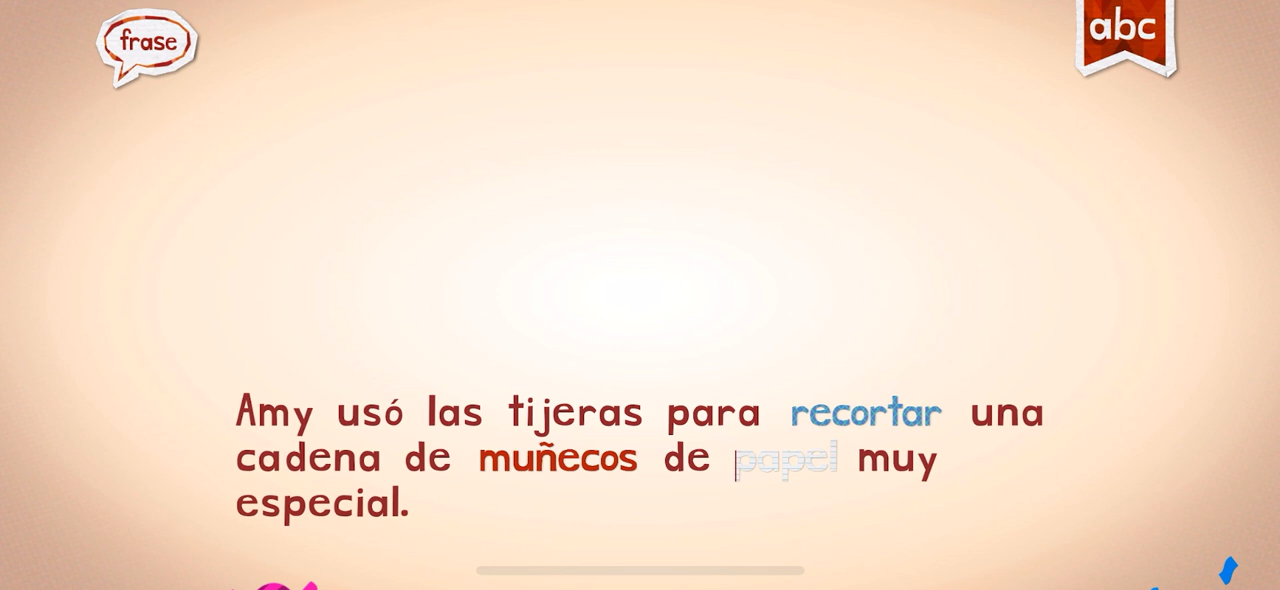 frase
abc
Amy usó las tijeras para recortar una
cadena de muñecos de papel muy
especial.